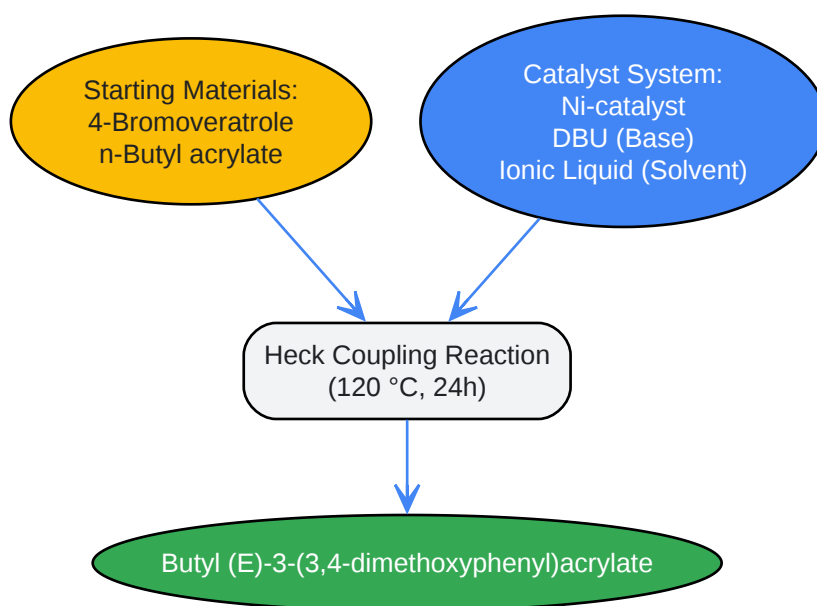 Starting Materials:
4-Bromoveratrole
n-Butyl acrylate
Catalyst System:
Ni-catalyst
DBU (Base)
Ionic Liquid (Solvent)
Heck Coupling Reaction
(120 °C, 24h)
Butyl (E)-3-(3,4-dimethoxyphenyl)acrylate